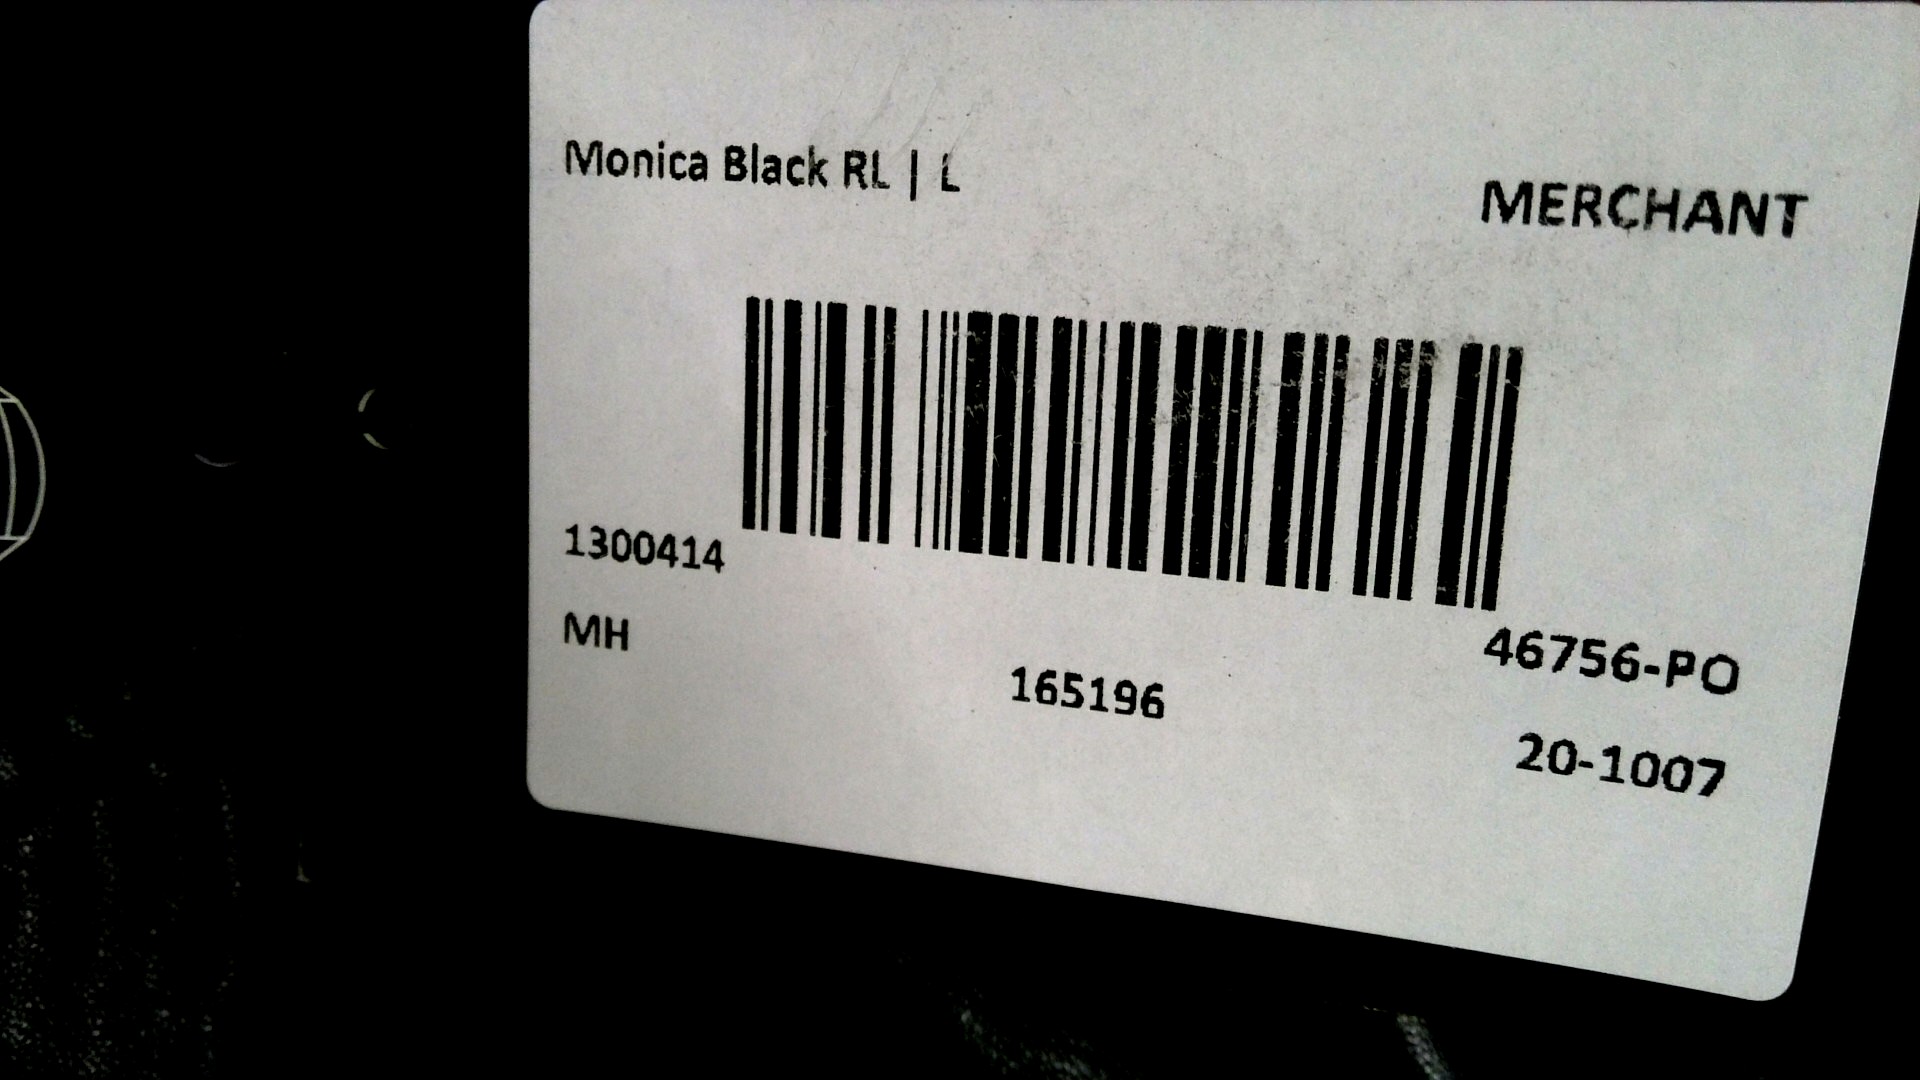 Monica Black RL | L
MERCHANT
1300414
MH
165196
46756-PO
20-1007